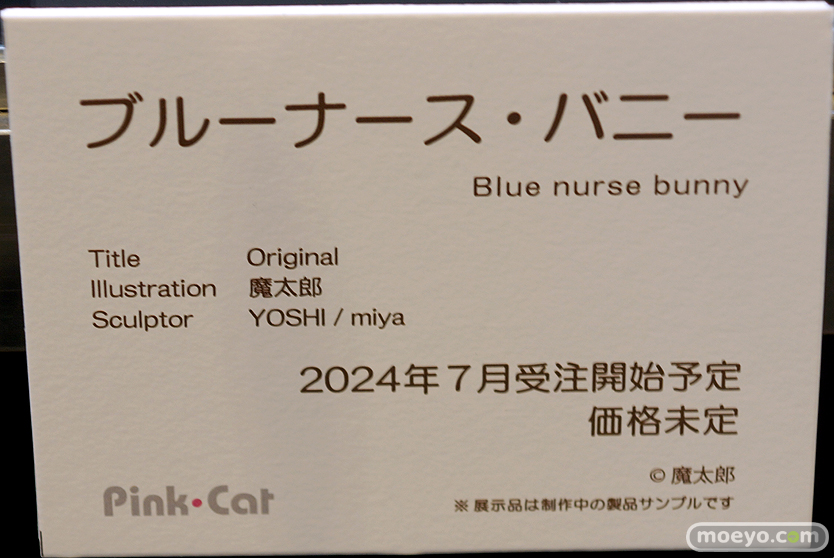 ブルーナース・バニー
Blue nurse bunny
Title Original
Illustration 魔太郎
Sculptor YOSHI / miya
2024年7月受注開始予定
価格未定
© 魔太郎
Pink・Cat
※ 展示品は制作中の製品サンプルです
moeyo.com